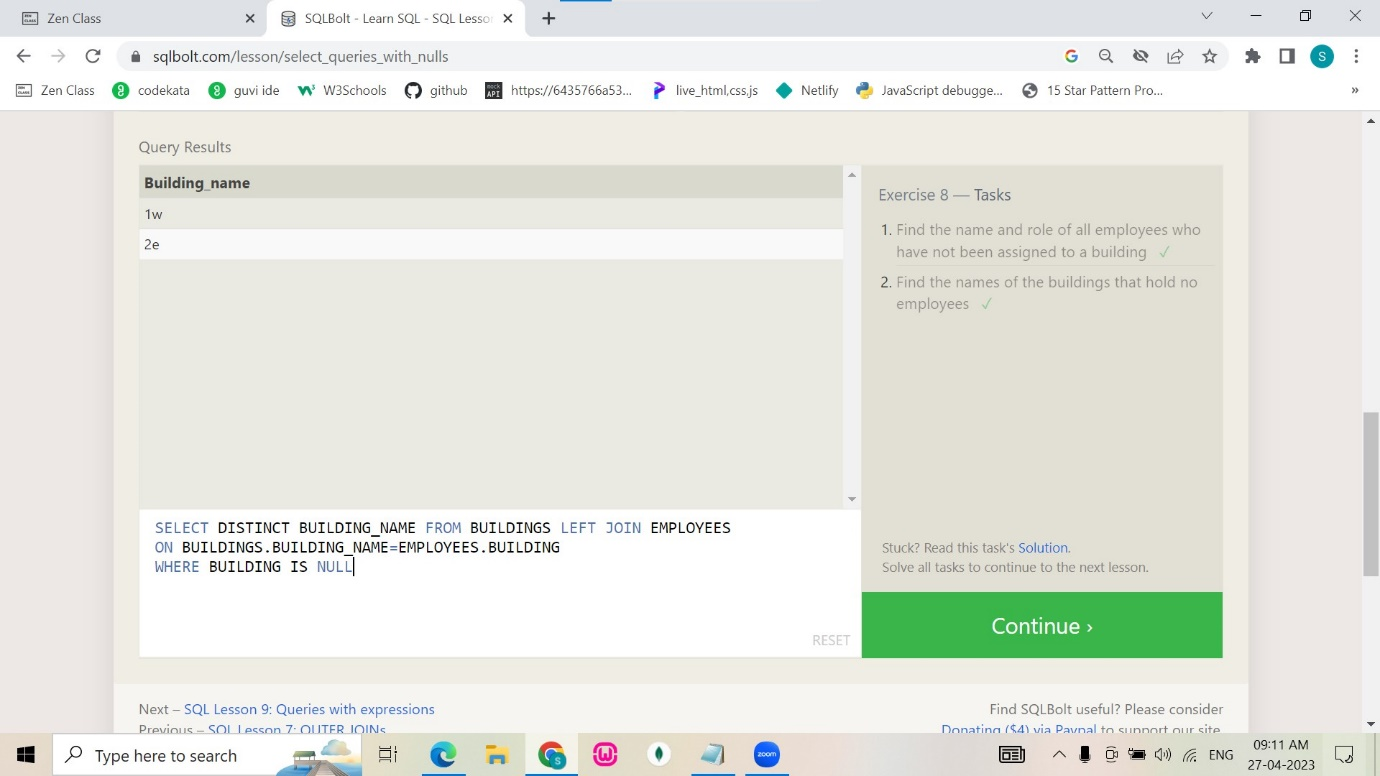 Zen Class
SQLBolt - Learn SQL - SQL Lesso
sqlbolt.com/lesson/select_queries_with_nulls
S
Zen Class codekata guvi ide W3Schools github https://6435766a53... live_html,css,js Netlify JavaScript debugge... 15 Star Pattern Pro... »
Query Results
Building_name
1w
2e
Exercise 8 — Tasks
1. Find the name and role of all employees who
have not been assigned to a building ✓
2. Find the names of the buildings that hold no
employees ✓
SELECT DISTINCT BUILDING_NAME FROM BUILDINGS LEFT JOIN EMPLOYEES
ON BUILDINGS.BUILDING_NAME=EMPLOYEES.BUILDING
WHERE BUILDING IS NULL
RESET
Stuck? Read this task's Solution.
Solve all tasks to continue to the next lesson.
Continue ›
Next – SQL Lesson 9: Queries with expressions
Previous – SQL Lesson 7: OUTER JOINs
Find SQLBolt useful? Please consider
Donating ($4) via Paypal to support our site.
Type here to search
zoom
ENG
09:11 AM
27-04-2023